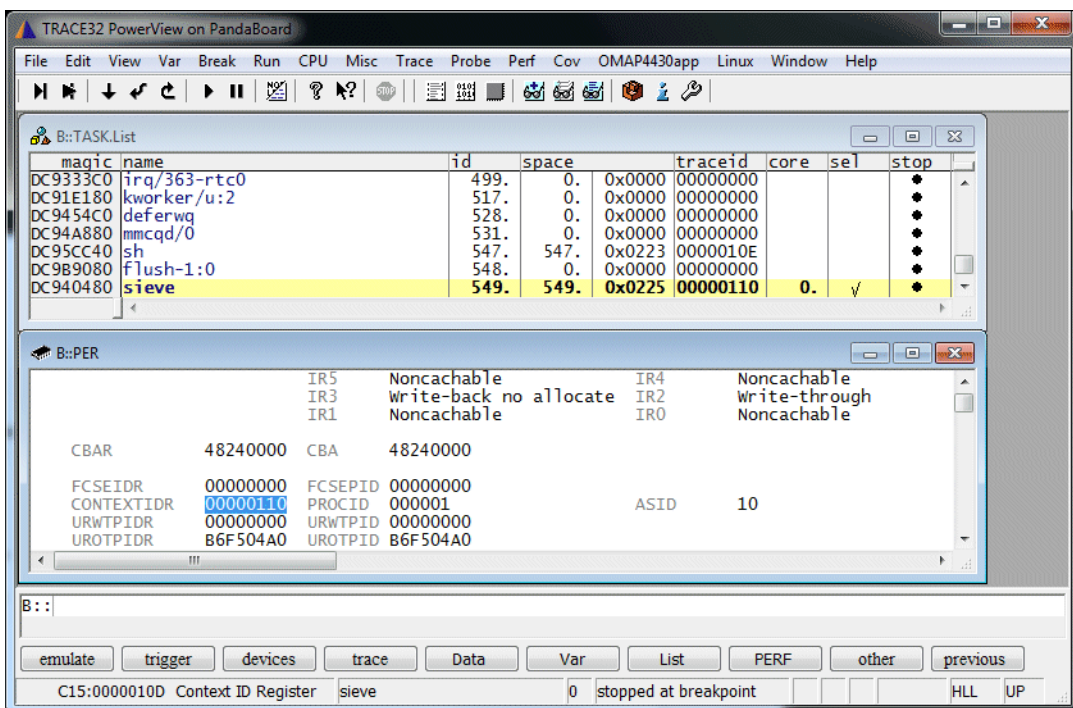 TRACE32 PowerView on PandaBoard
File Edit View Var Break Run CPU Misc Trace Probe Perf Cov OMAP4430app Linux Window Help
STOP
B::TASK.List
magic name id space traceid core sel stop
DC9333C0 irq/363-rtc0 499. 0. 0x0000 00000000
DC91E180 kworker/u:2 517. 0. 0x0000 00000000
DC9454C0 deferwq 528. 0. 0x0000 00000000
DC94A880 mmcqd/0 531. 0. 0x0000 00000000
DC95CC40 sh 547. 547. 0x0223 0000010E
DC9B9080 flush-1:0 548. 0. 0x0000 00000000
DC940480 sieve 549. 549. 0x0225 00000110 0. √
B::PER
IR5 Noncachable IR4 Noncachable
IR3 Write-back no allocate IR2 Write-through
IR1 Noncachable IR0 Noncachable
CBAR 48240000 CBA 48240000
FCSEIDR 00000000 FCSEPID 00000000
CONTEXTIDR 00000110 PROCID 000001 ASID 10
URWTPIDR 00000000 URWTPID 00000000
UROTPIDR B6F504A0 UROTPID B6F504A0
B::
emulate trigger devices trace Data Var List PERF other previous
C15:0000010D Context ID Register sieve 0 stopped at breakpoint HLL UP